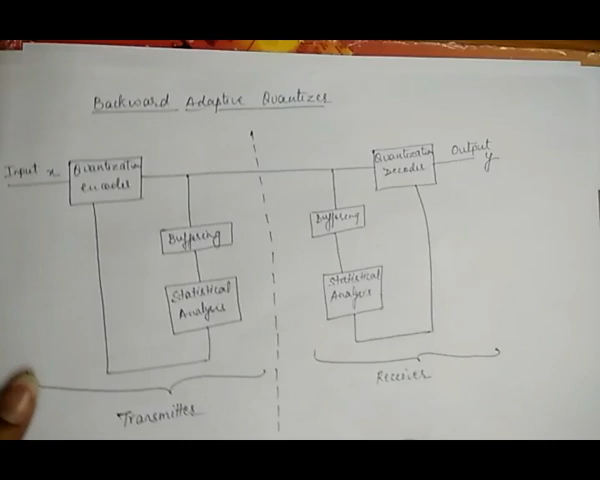 Backward Adaptive Quantizer
Input x
Quantization
encoder
Buffering
Statistical
Analysis
Transmitter
Buffering
Statistical
Analysis
Quantization
Decoder
Output
y
Receiver